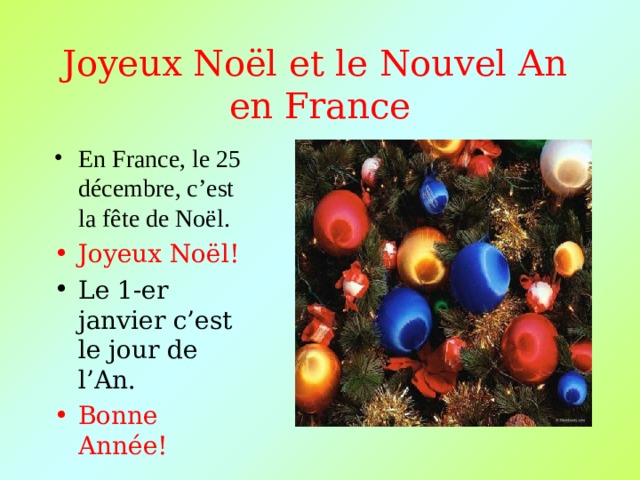 Joyeux Noël et le Nouvel An
en France
• En France, le 25
décembre, c’est
la fête de Noël.
• Joyeux Noël!
• Le 1-er
janvier c’est
le jour de
l’An.
• Bonne
Année!